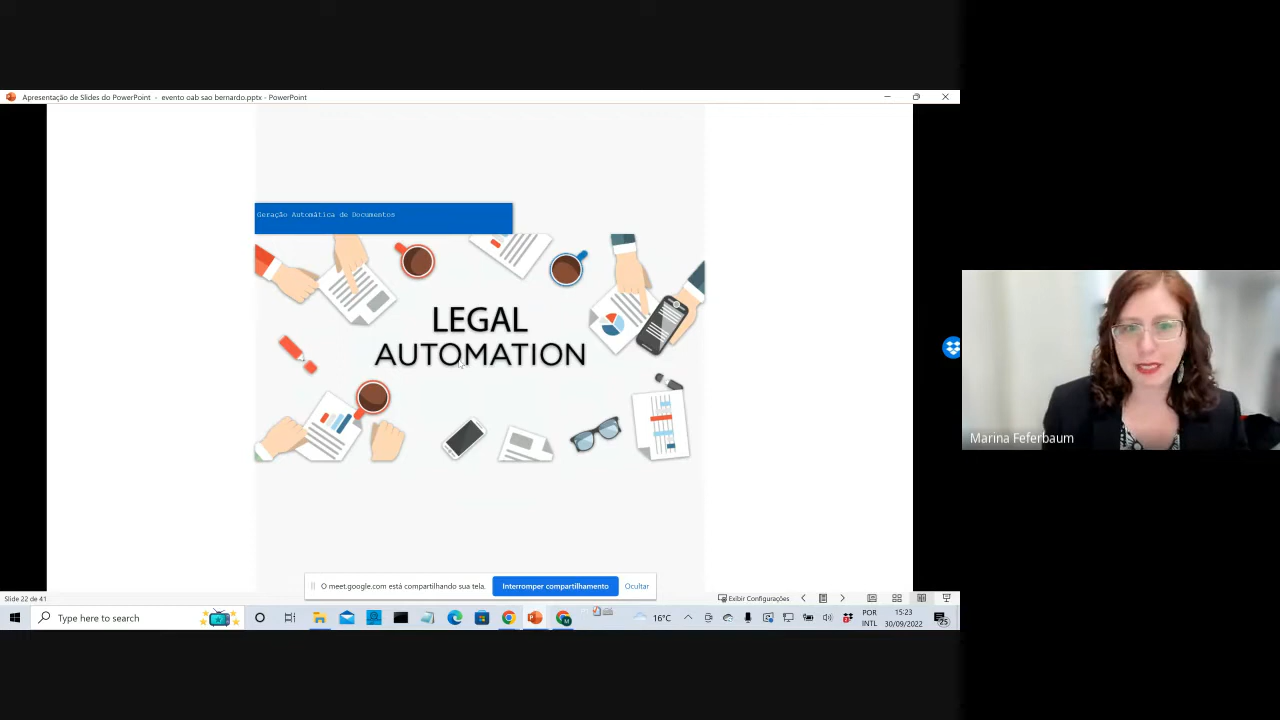 Apresentação de Slides do PowerPoint - evento oab sao bernardo.pptx - PowerPoint
Geração Automática de Documentos
LEGAL
AUTOMATION
Marina Feferbaum
O meet.google.com está compartilhando sua tela.
Interromper compartilhamento
Ocultar
Slide 22 de 41
Exibir Configurações
Type here to search
16°C
POR
INTL
15:23
30/09/2022
25